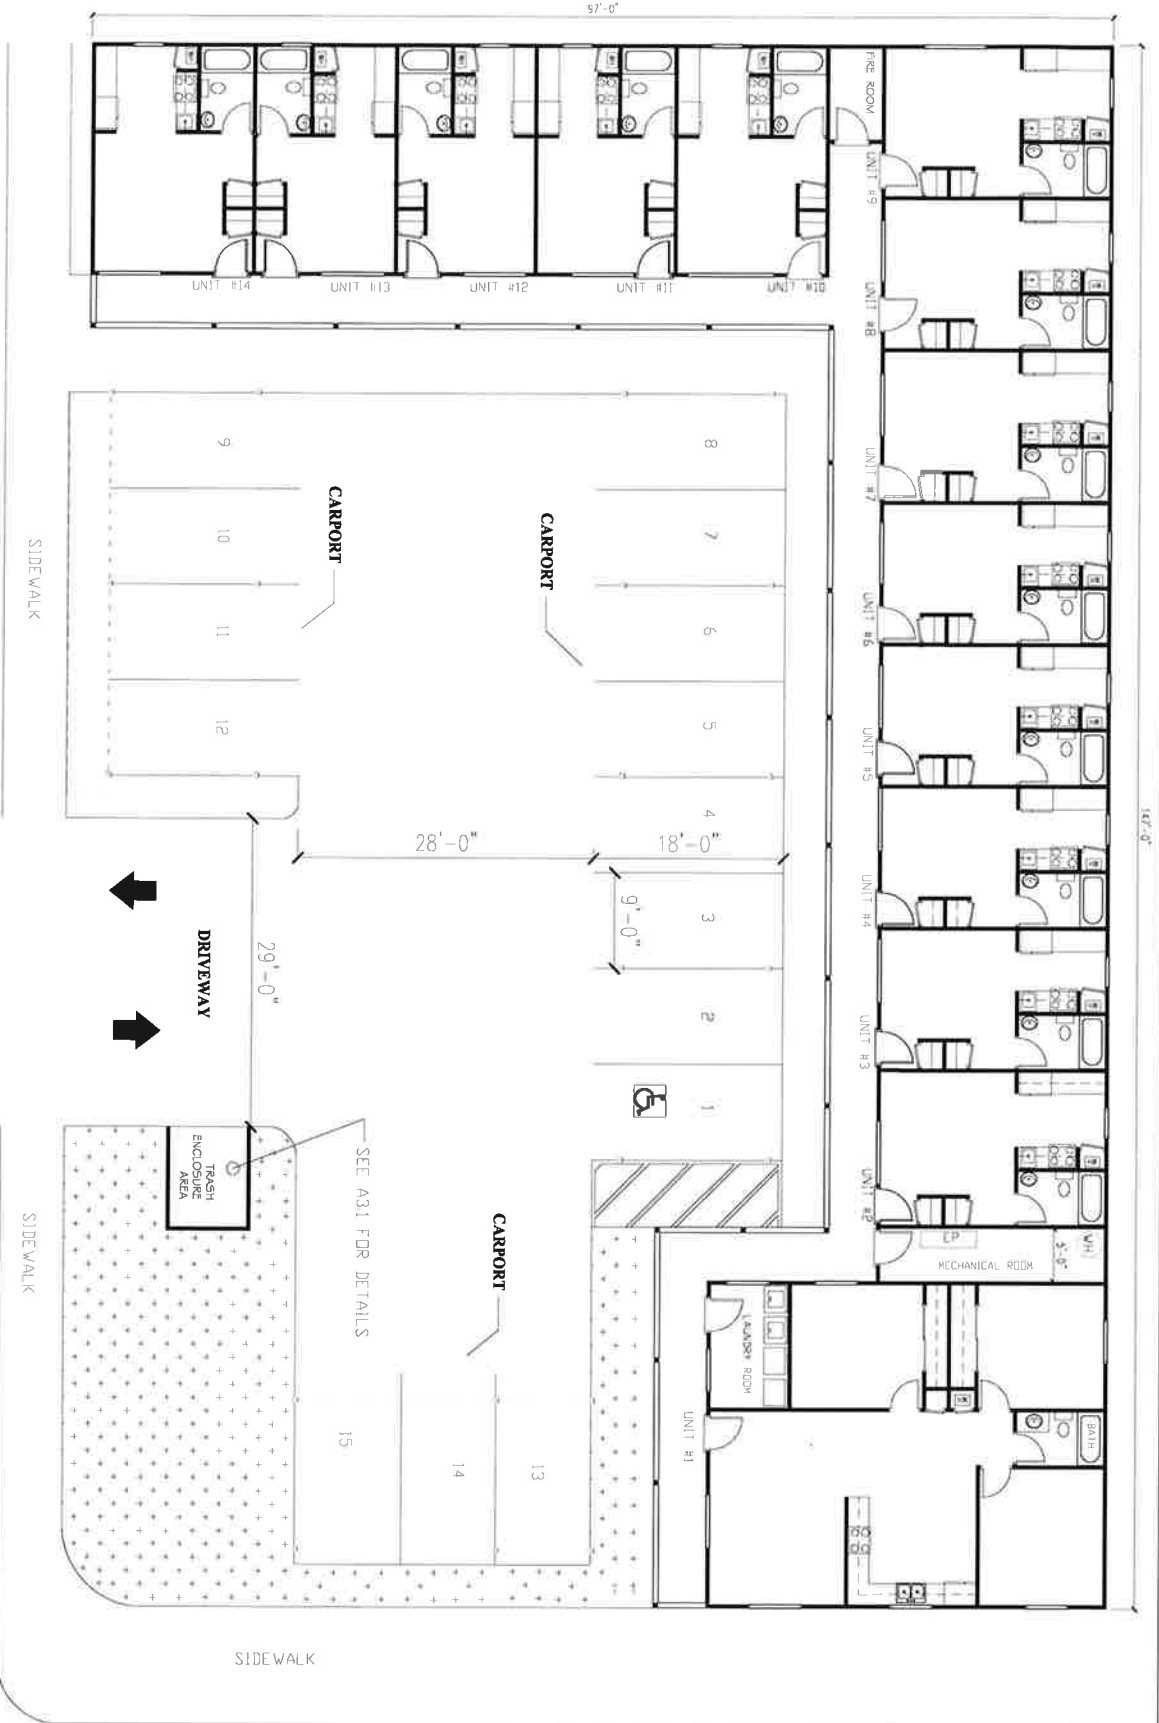 97'-0"
147'-0"
FIRE ROOM
UNIT #9
UNIT #8
UNIT #7
UNIT #6
UNIT #5
UNIT #4
UNIT #3
UNIT #2
UNIT #14
UNIT #13
UNIT #12
UNIT #11
UNIT #10
9
10
11
12
8
7
6
5
4
3
2
1
CARPORT
CARPORT
SIDEWALK
28'-0"
18'-0"
9'-0"
29'-0"
DRIVEWAY
TRASH
ENCLOSURE
AREA
SEE A3.1 FOR DETAILS
CARPORT
15
14
13
MECHANICAL ROOM
EP
WH
LAUNDRY ROOM
UNIT #1
BATH
SIDEWALK
SIDEWALK